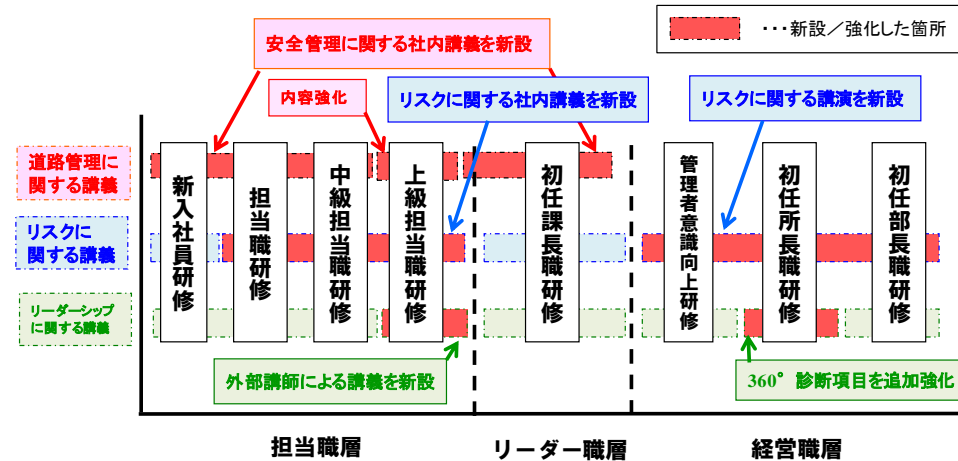 ・・・新設／強化した箇所
安全管理に関する社内講義を新設
内容強化
リスクに関する社内講義を新設
リスクに関する講演を新設
道路管理に
関する講義
リスクに
関する講義
リーダーシップ
に関する講義
新入社員研修
担当職研修
中級担当職研修
上級担当職研修
初任課長職研修
管理者意識向上研修
初任所長職研修
初任部長職研修
外部講師による講義を新設
360°診断項目を追加強化
担当職層
リーダー職層
経営職層